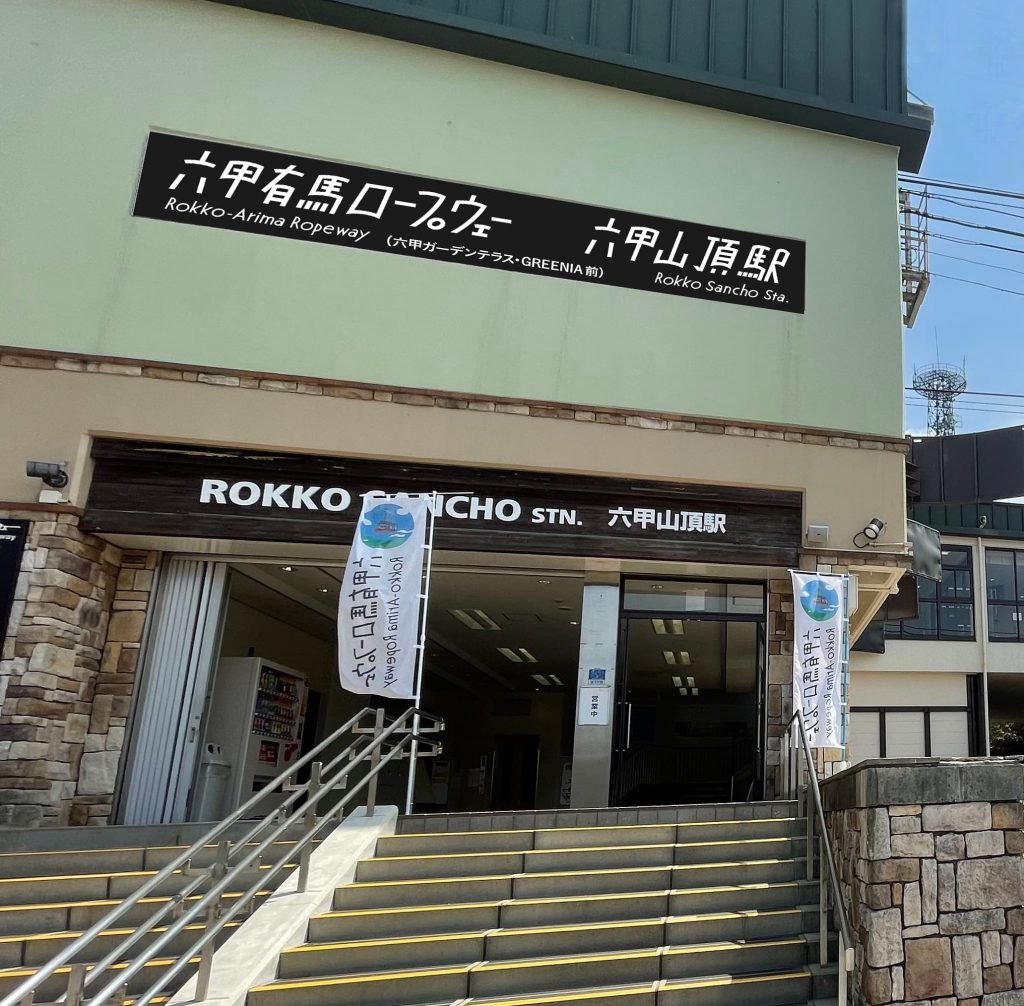 六甲有馬ロープウェー
Rokko-Arima Ropeway
(六甲ガーデンテラス・GREENIA前)
六甲山頂駅
Rokko Sancho Sta.
ROKKO NCHO STN. 六甲山頂駅
Rokko-Arima Ropeway
六甲有馬ロープウェー
営業中
Rokko-Arima Ropeway
六甲有馬ロープウェー